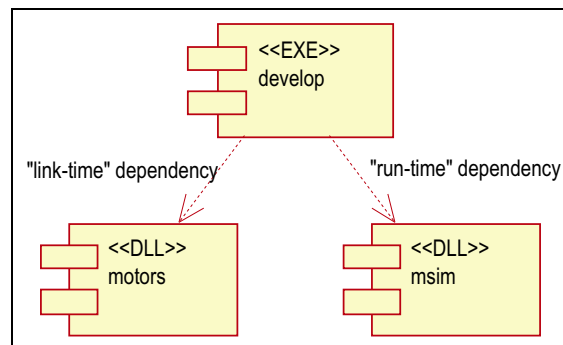 <<EXE>>
develop
"link-time" dependency
"run-time" dependency
<<DLL>>
motors
<<DLL>>
msim